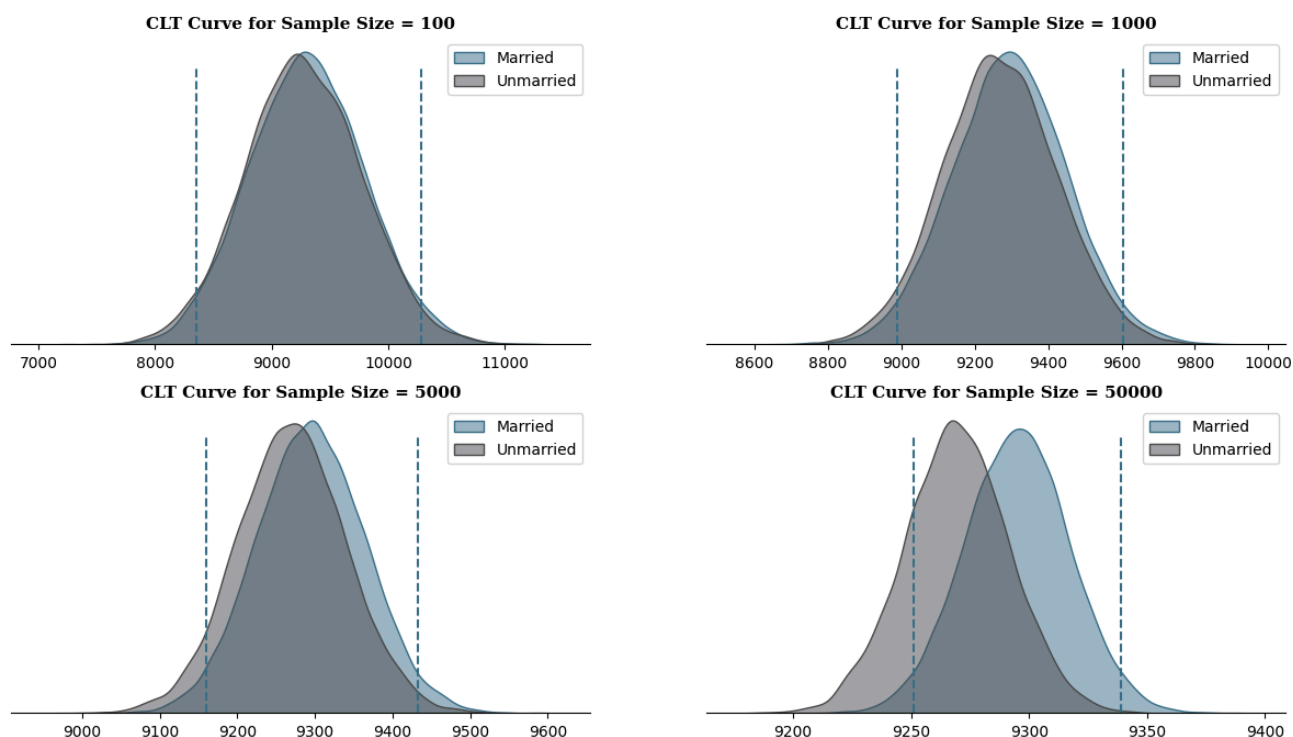 CLT Curve for Sample Size = 100
Married
Unmarried
7000 8000 9000 10000 11000
CLT Curve for Sample Size = 1000
Married
Unmarried
8600 8800 9000 9200 9400 9600 9800 10000
CLT Curve for Sample Size = 5000
Married
Unmarried
9000 9100 9200 9300 9400 9500 9600
CLT Curve for Sample Size = 50000
Married
Unmarried
9200 9250 9300 9350 9400